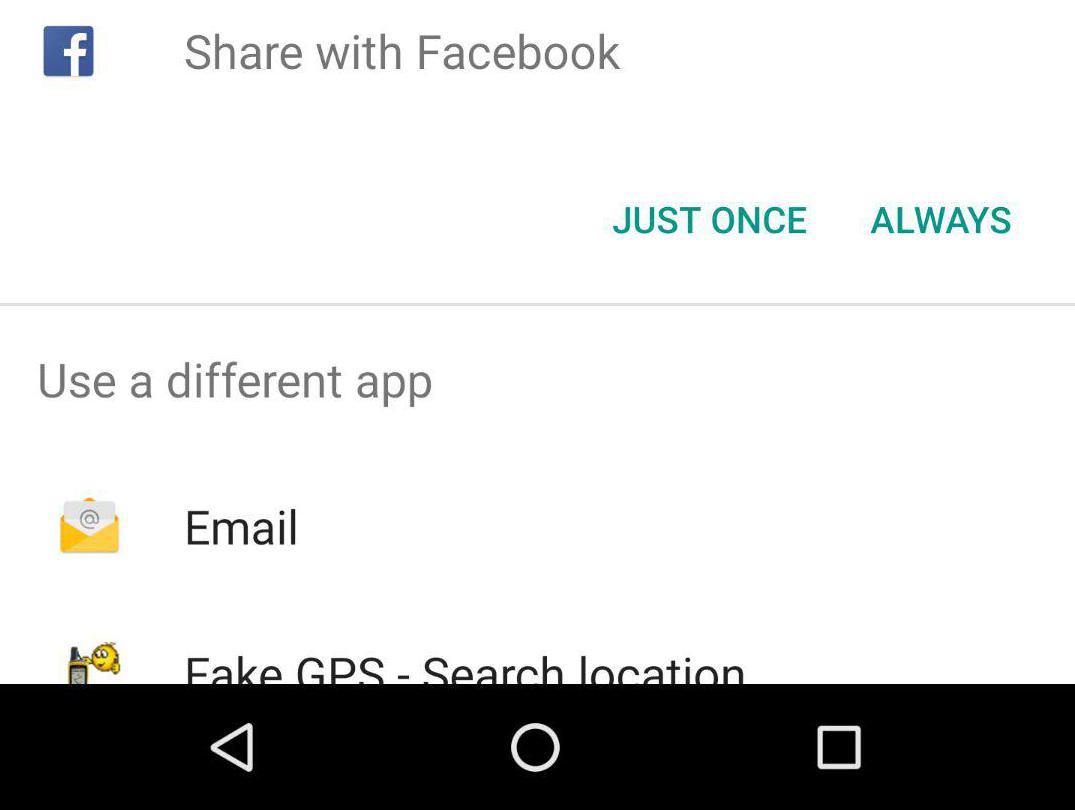 Share with Facebook
JUST ONCE ALWAYS
Use a different app
Email
Fake GPS - Search location